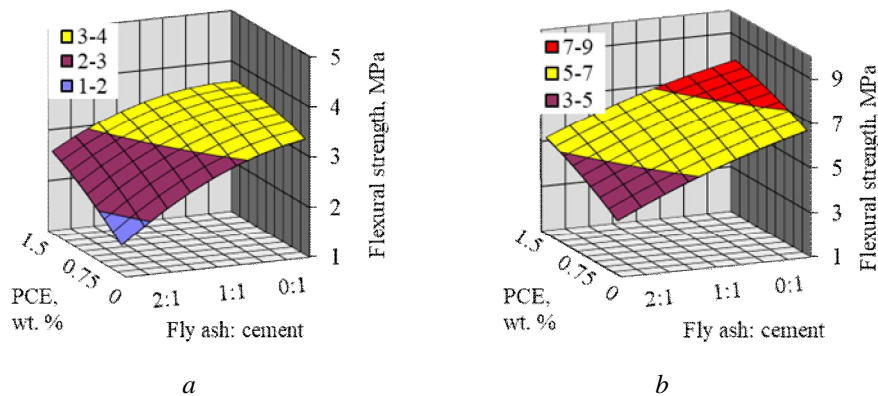 3-4
2-3
1-2
5
4
3
2
1
Flexural strength, MPa
1.5
0.75
0
PCE,
wt. %
2:1
1:1
0:1
Fly ash: cement
a
7-9
5-7
3-5
9
7
5
3
1
Flexural strength, MPa
1.5
0.75
0
PCE,
wt. %
2:1
1:1
0:1
Fly ash: cement
b